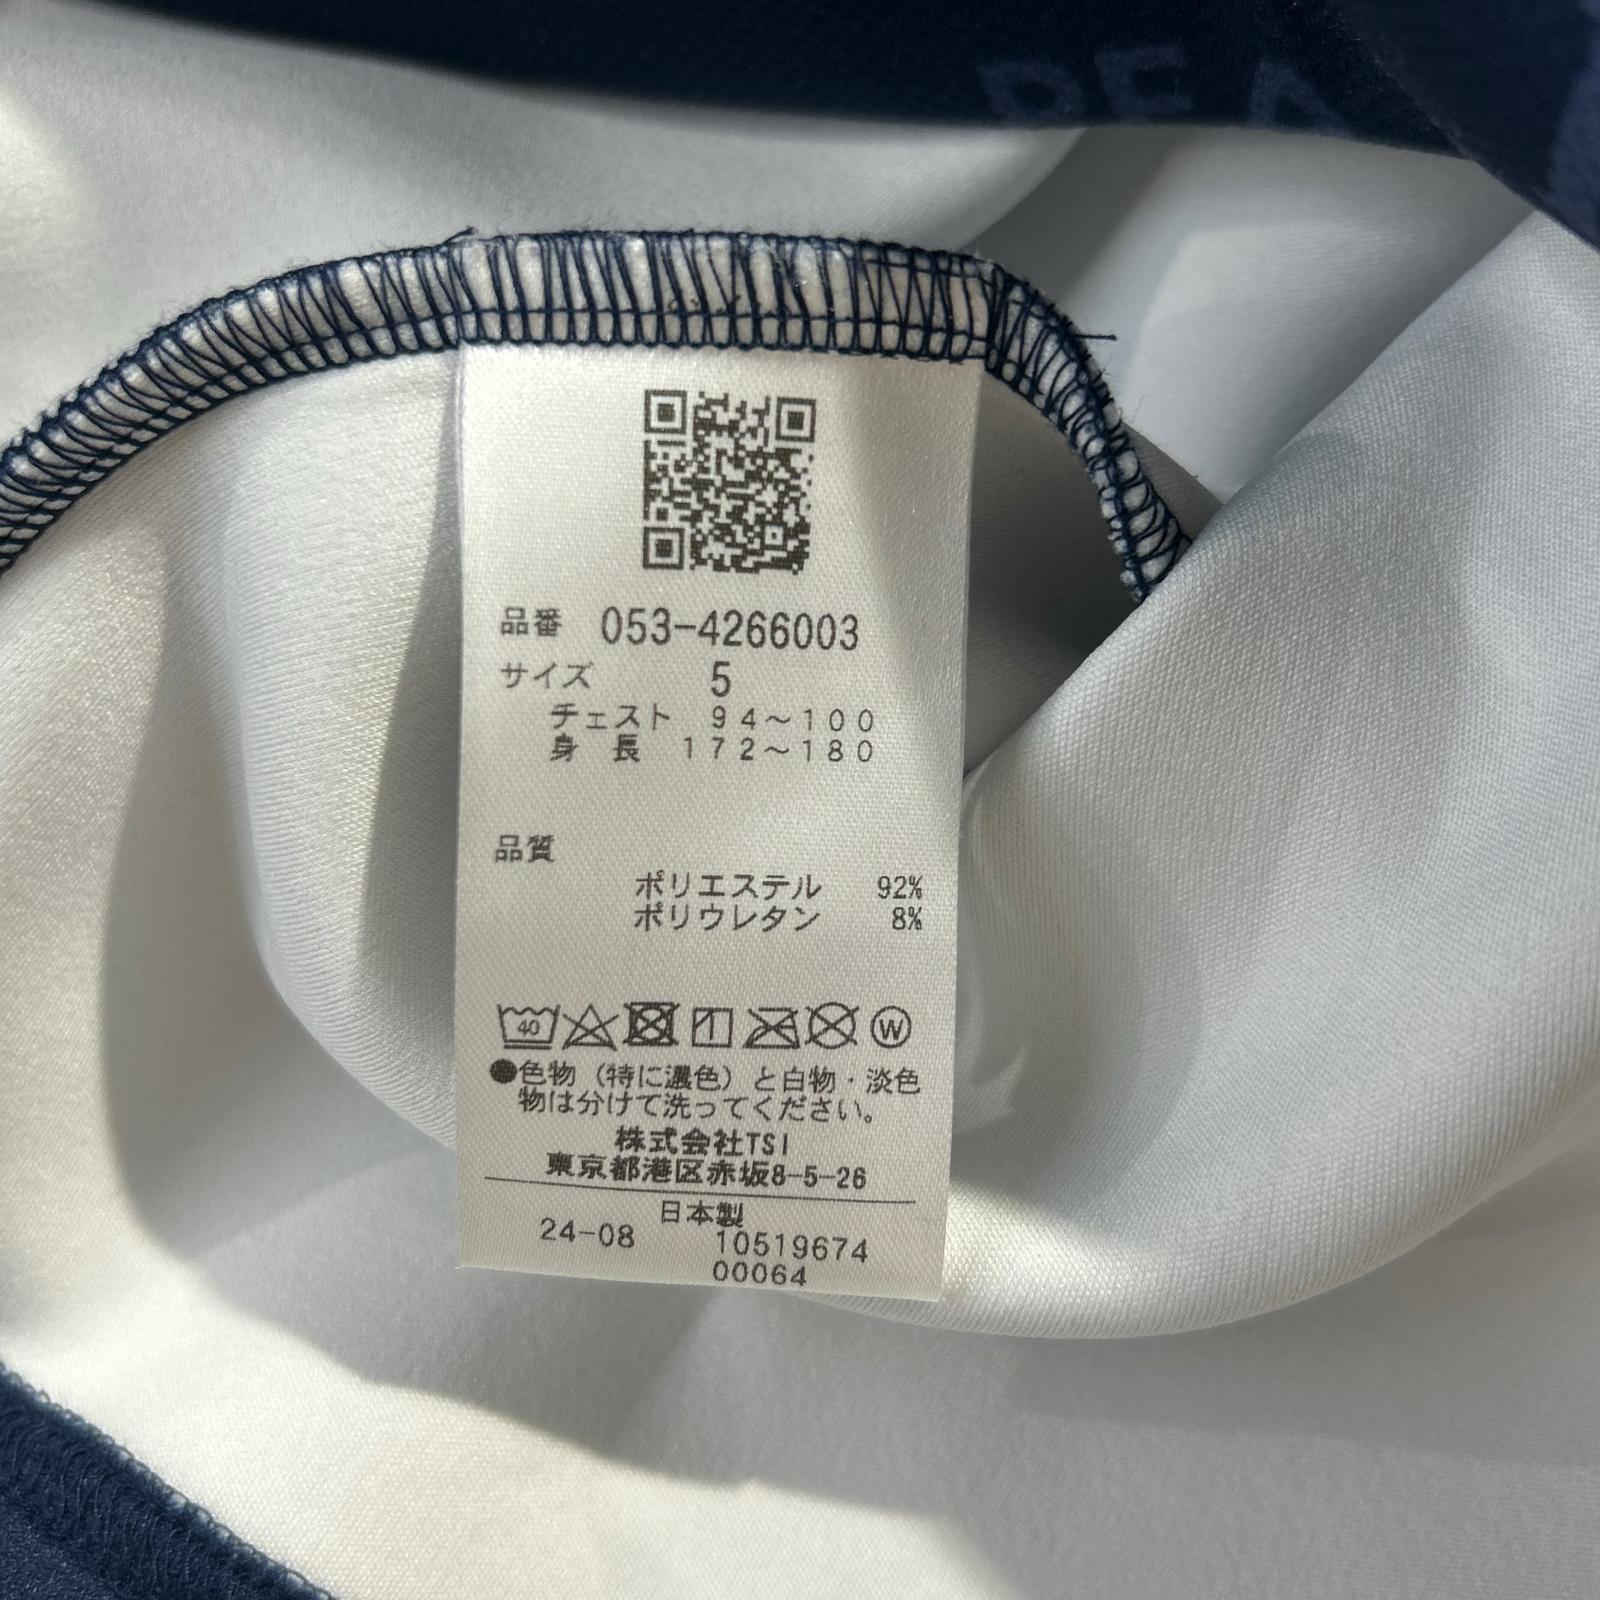 PEA
品番 053-4266003
サイズ 5
チェスト 94～100
身長 172～180
品質
ポリエステル 92%
ポリウレタン 8%
40 W
●色物（特に濃色）と白物・淡色
物は分けて洗ってください。
株式会社TSI
東京都港区赤坂8-5-26
日本製
24-08 10519674
00064